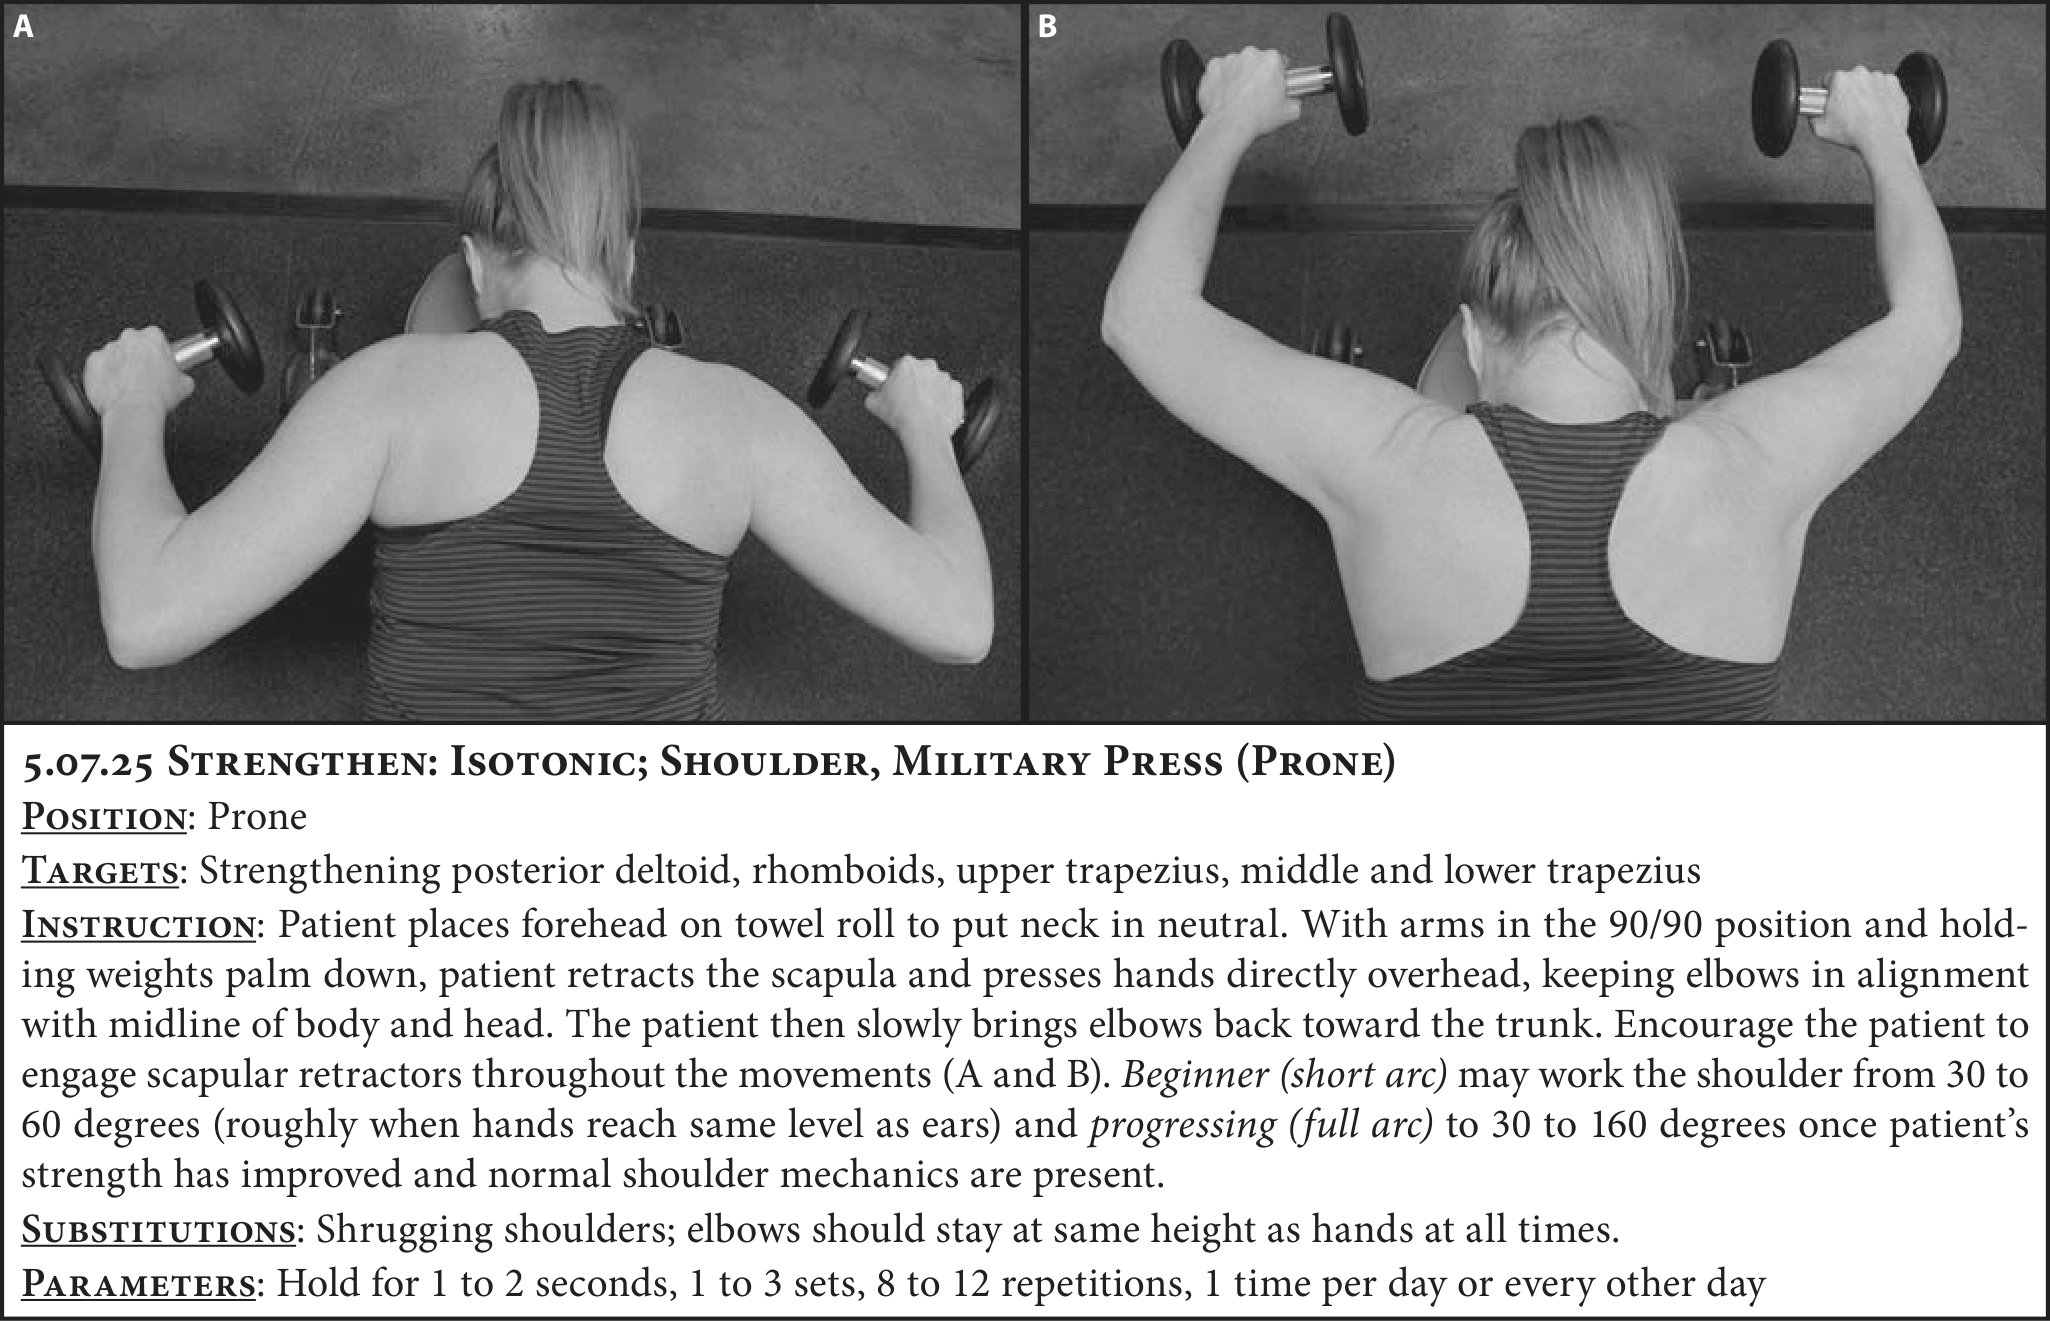 A
B
5.07.25 Strengthen: Isotonic; Shoulder, Military Press (Prone)
Position: Prone
Targets: Strengthening posterior deltoid, rhomboids, upper trapezius, middle and lower trapezius
Instruction: Patient places forehead on towel roll to put neck in neutral. With arms in the 90/90 position and hold-
ing weights palm down, patient retracts the scapula and presses hands directly overhead, keeping elbows in alignment
with midline of body and head. The patient then slowly brings elbows back toward the trunk. Encourage the patient to
engage scapular retractors throughout the movements (A and B). Beginner (short arc) may work the shoulder from 30 to
60 degrees (roughly when hands reach same level as ears) and progressing (full arc) to 30 to 160 degrees once patient’s
strength has improved and normal shoulder mechanics are present.
Substitutions: Shrugging shoulders; elbows should stay at same height as hands at all times.
Parameters: Hold for 1 to 2 seconds, 1 to 3 sets, 8 to 12 repetitions, 1 time per day or every other day